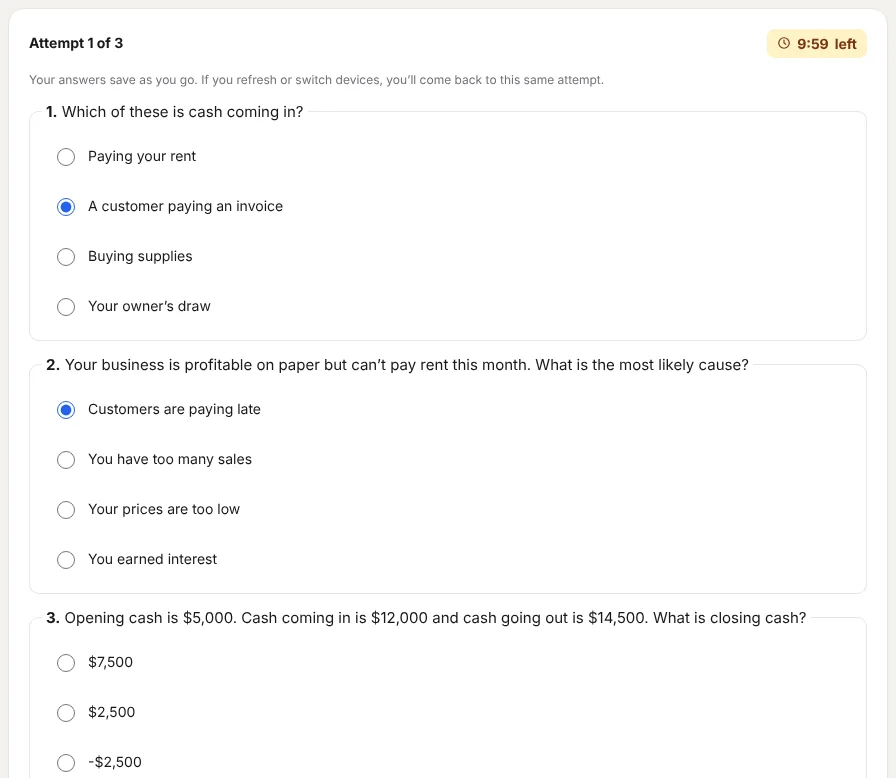 Attempt 1 of 3
9:59 left
Your answers save as you go. If you refresh or switch devices, you’ll come back to this same attempt.
1. Which of these is cash coming in?
Paying your rent
A customer paying an invoice
Buying supplies
Your owner’s draw
2. Your business is profitable on paper but can’t pay rent this month. What is the most likely cause?
Customers are paying late
You have too many sales
Your prices are too low
You earned interest
3. Opening cash is $5,000. Cash coming in is $12,000 and cash going out is $14,500. What is closing cash?
$7,500
$2,500
-$2,500